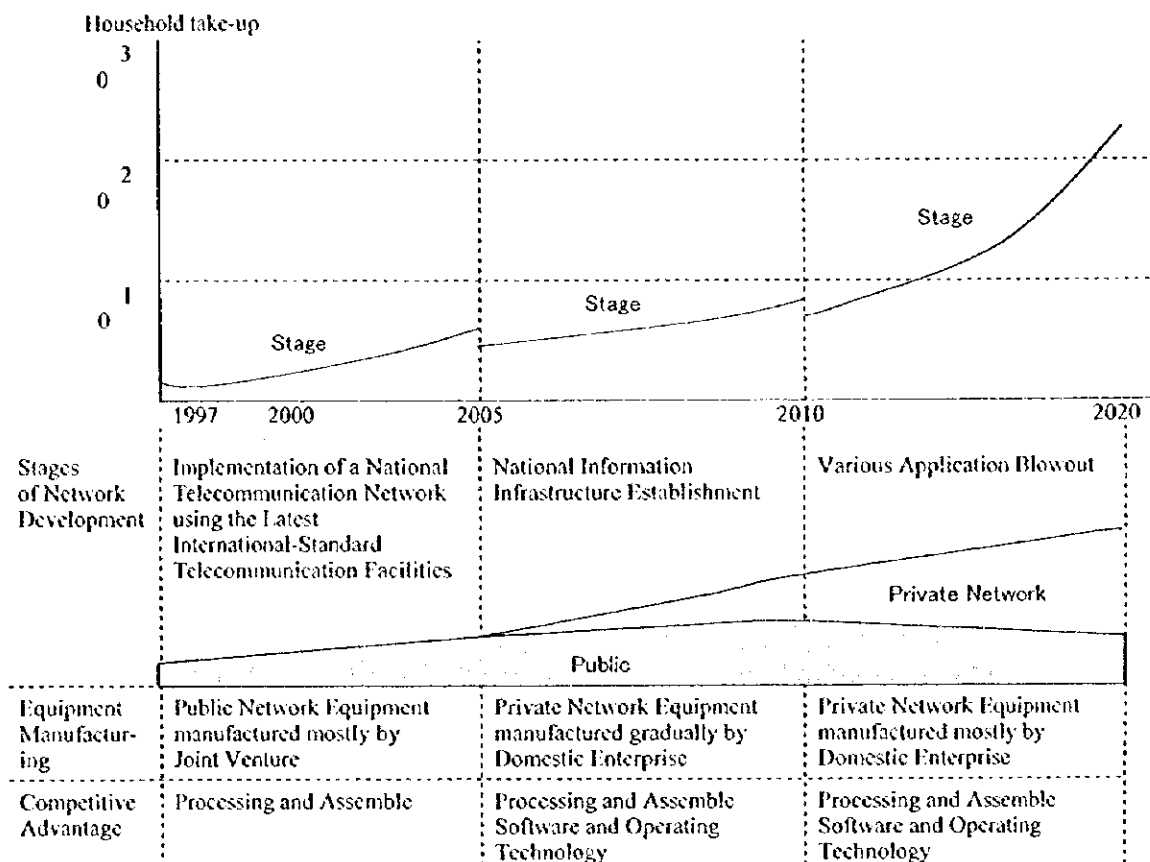 Household take-up
3
0
2
0
1
0
Stage
Stage
Stage
1997 2000 2005 2010 2020
Stages
of Network
Development
Implementation of a National
Telecommunication Network
using the Latest
International-Standard
Telecommunication Facilities
National Information
Infrastructure Establishment
Various Application Blowout
Private Network
Public
Equipment
Manufactur-
ing
Public Network Equipment
manufactured mostly by
Joint Venture
Private Network Equipment
manufactured gradually by
Domestic Enterprise
Private Network Equipment
manufactured mostly by
Domestic Enterprise
Competitive
Advantage
Processing and Assemble
Processing and Assemble
Software and Operating
Technology
Processing and Assemble
Software and Operating
Technology